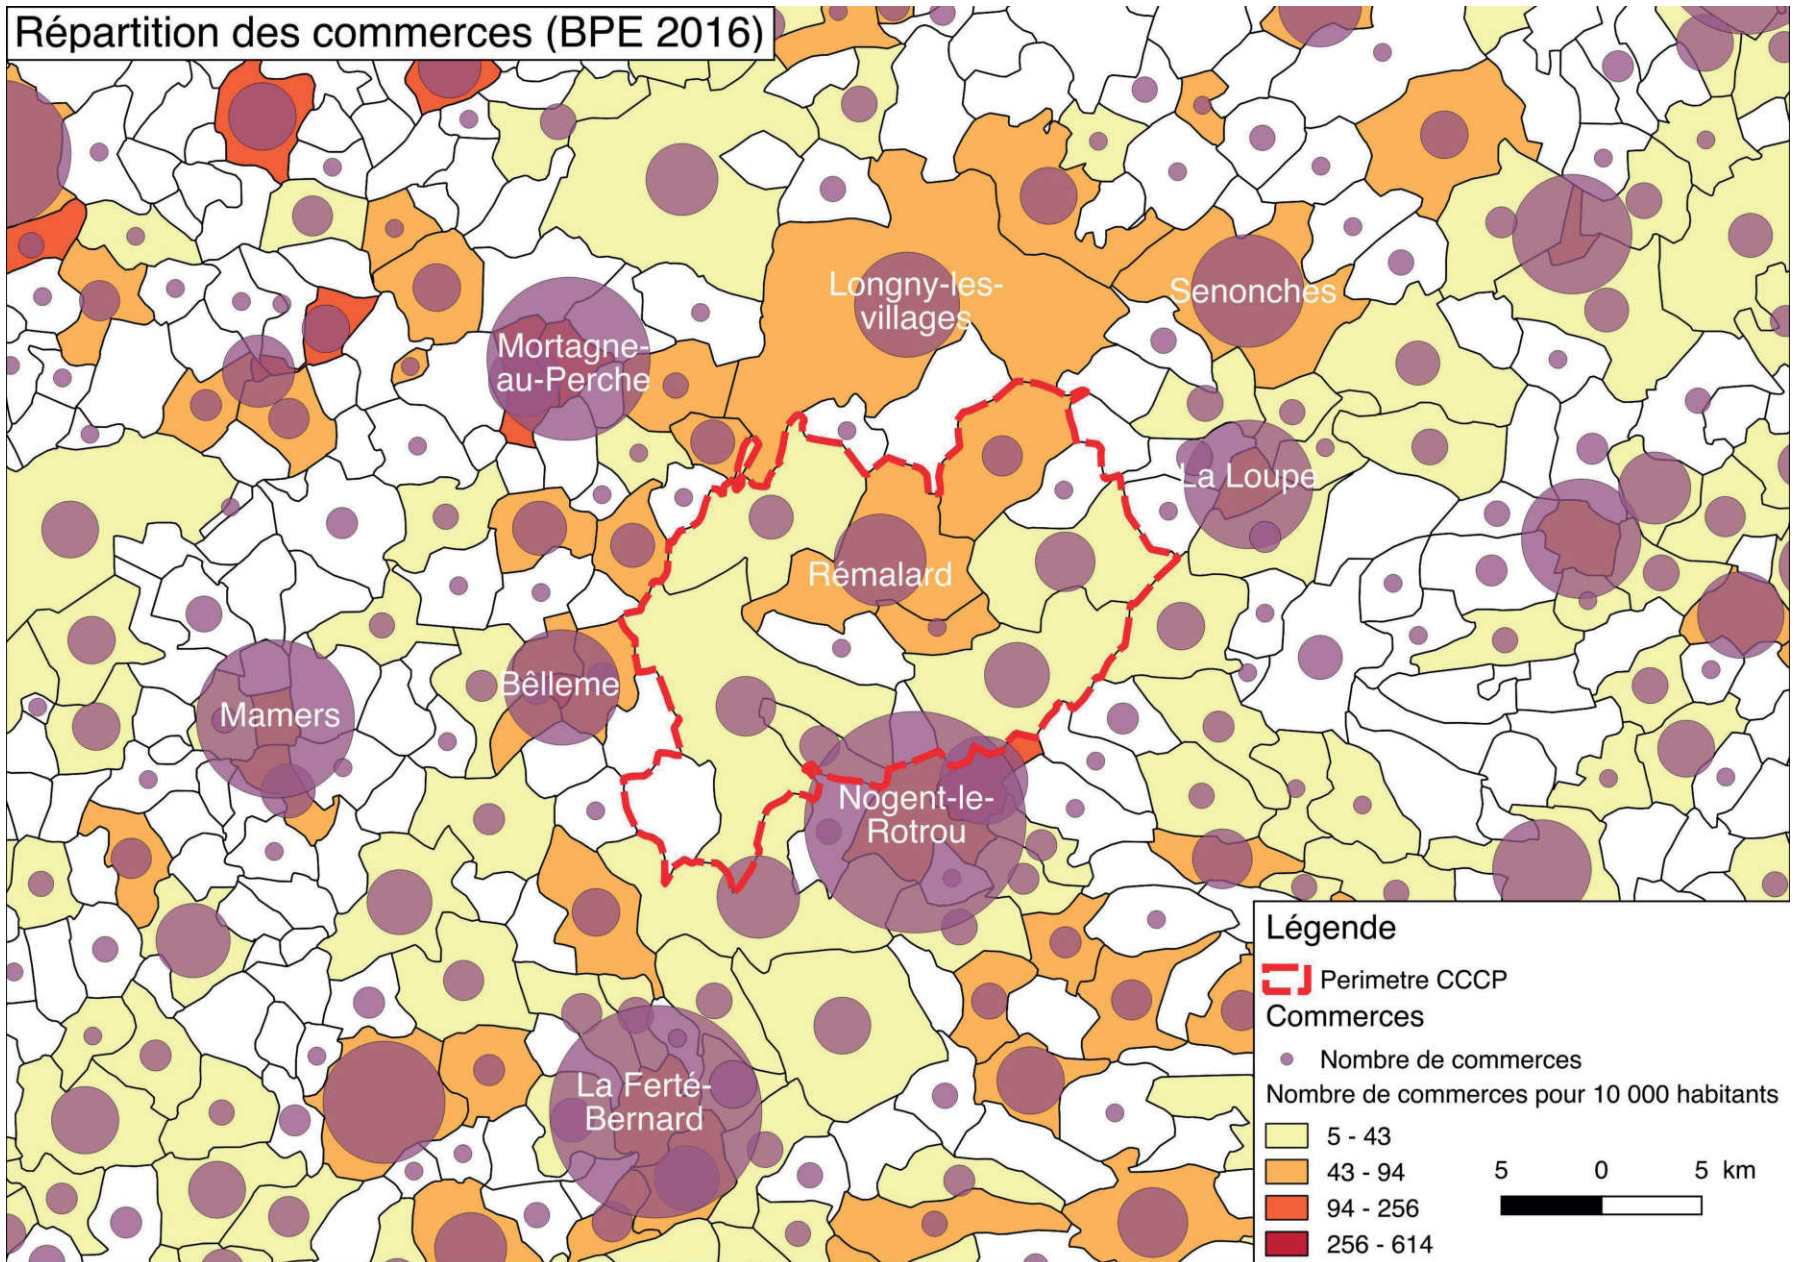 Répartition des commerces (BPE 2016)
Longny-les-
villages
Senonches
Mortagne-
au-Perche
La Loupe
Rémalard
Bêlleme
Mamers
Nogent-le-
Rotrou
La Ferté-
Bernard
Légende
Perimetre CCCP
Commerces
Nombre de commerces
Nombre de commerces pour 10 000 habitants
5 - 43
43 - 94
94 - 256
256 - 614
5 0 5 km